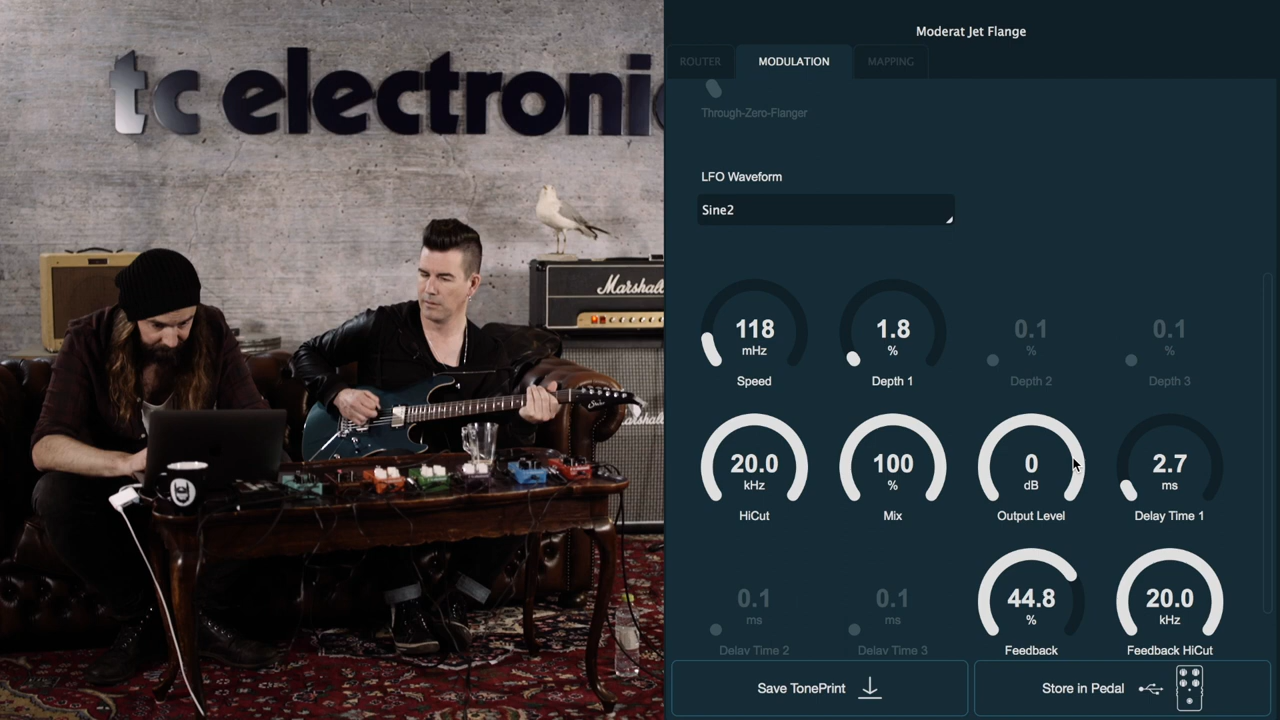 tc electronic
Marshall
Marshall
Moderat Jet Flange
ROUTER
MODULATION
MAPPING
Through-Zero-Flanger
LFO Waveform
Sine2
118
mHz
Speed
1.8
%
Depth 1
0.1
%
Depth 2
0.1
%
Depth 3
20.0
kHz
HiCut
100
%
Mix
0
dB
Output Level
2.7
ms
Delay Time 1
0.1
ms
Delay Time 2
0.1
ms
Delay Time 3
44.8
%
Feedback
20.0
kHz
Feedback HiCut
Save TonePrint
Store in Pedal